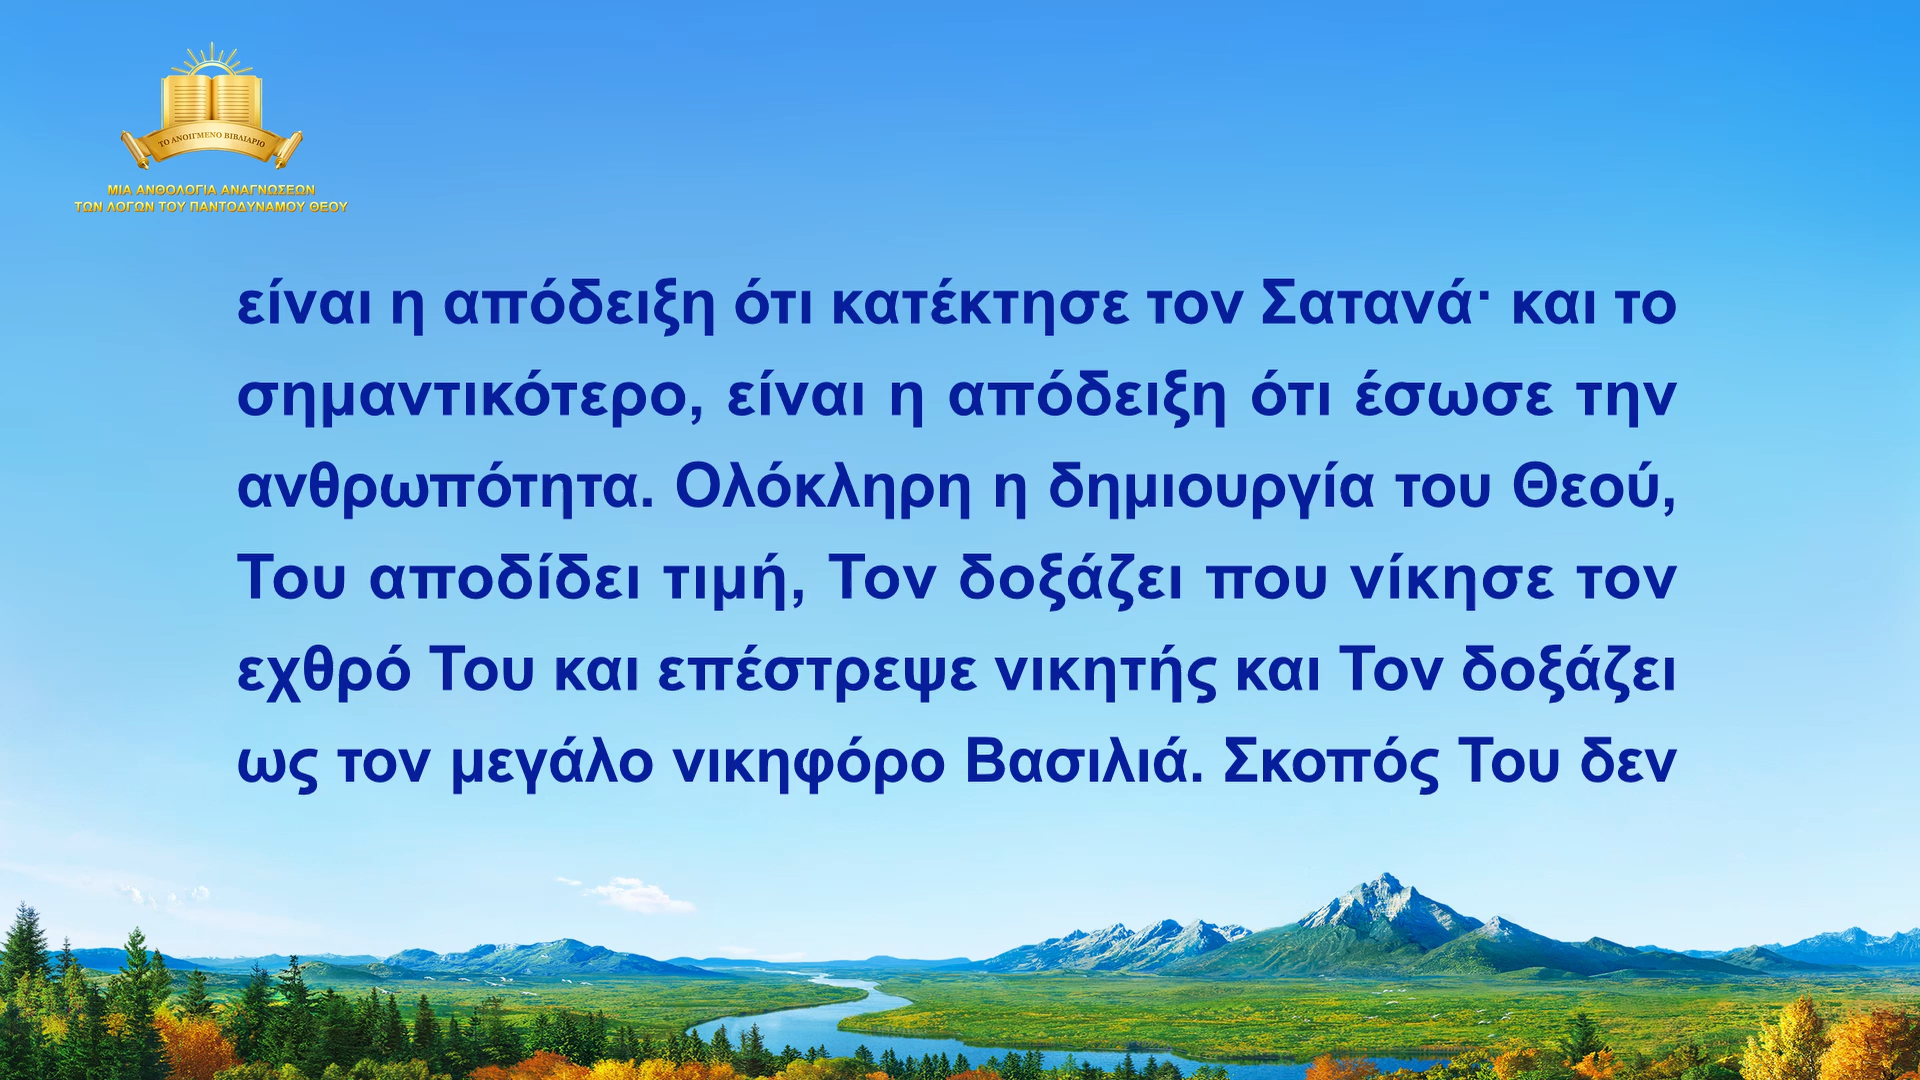 ΤΟ ΑΝΟΙΓΜΕΝΟ ΒΙΒΛΙΑΡΙΟ
ΜΙΑ ΑΝΘΟΛΟΓΙΑ ΑΝΑΓΝΩΣΕΩΝ
ΤΩΝ ΛΟΓΩΝ ΤΟΥ ΠΑΝΤΟΔΥΝΑΜΟΥ ΘΕΟΥ
είναι η απόδειξη ότι κατέκτησε τον Σατανά· και το
σημαντικότερο, είναι η απόδειξη ότι έσωσε την
ανθρωπότητα. Ολόκληρη η δημιουργία του Θεού,
Του αποδίδει τιμή, Τον δοξάζει που νίκησε τον
εχθρό Του και επέστρεψε νικητής και Τον δοξάζει
ως τον μεγάλο νικηφόρο Βασιλιά. Σκοπός Του δεν